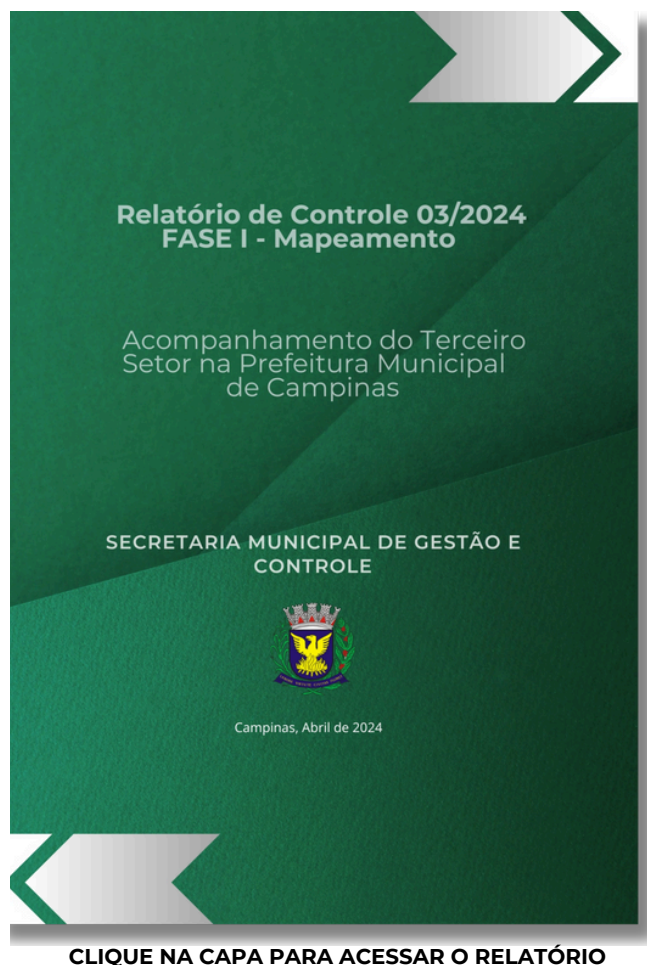 Relatório de Controle 03/2024
FASE I - Mapeamento
Acompanhamento do Terceiro
Setor na Prefeitura Municipal
de Campinas
SECRETARIA MUNICIPAL DE GESTÃO E
CONTROLE
Campinas, Abril de 2024
CLIQUE NA CAPA PARA ACESSAR O RELATÓRIO